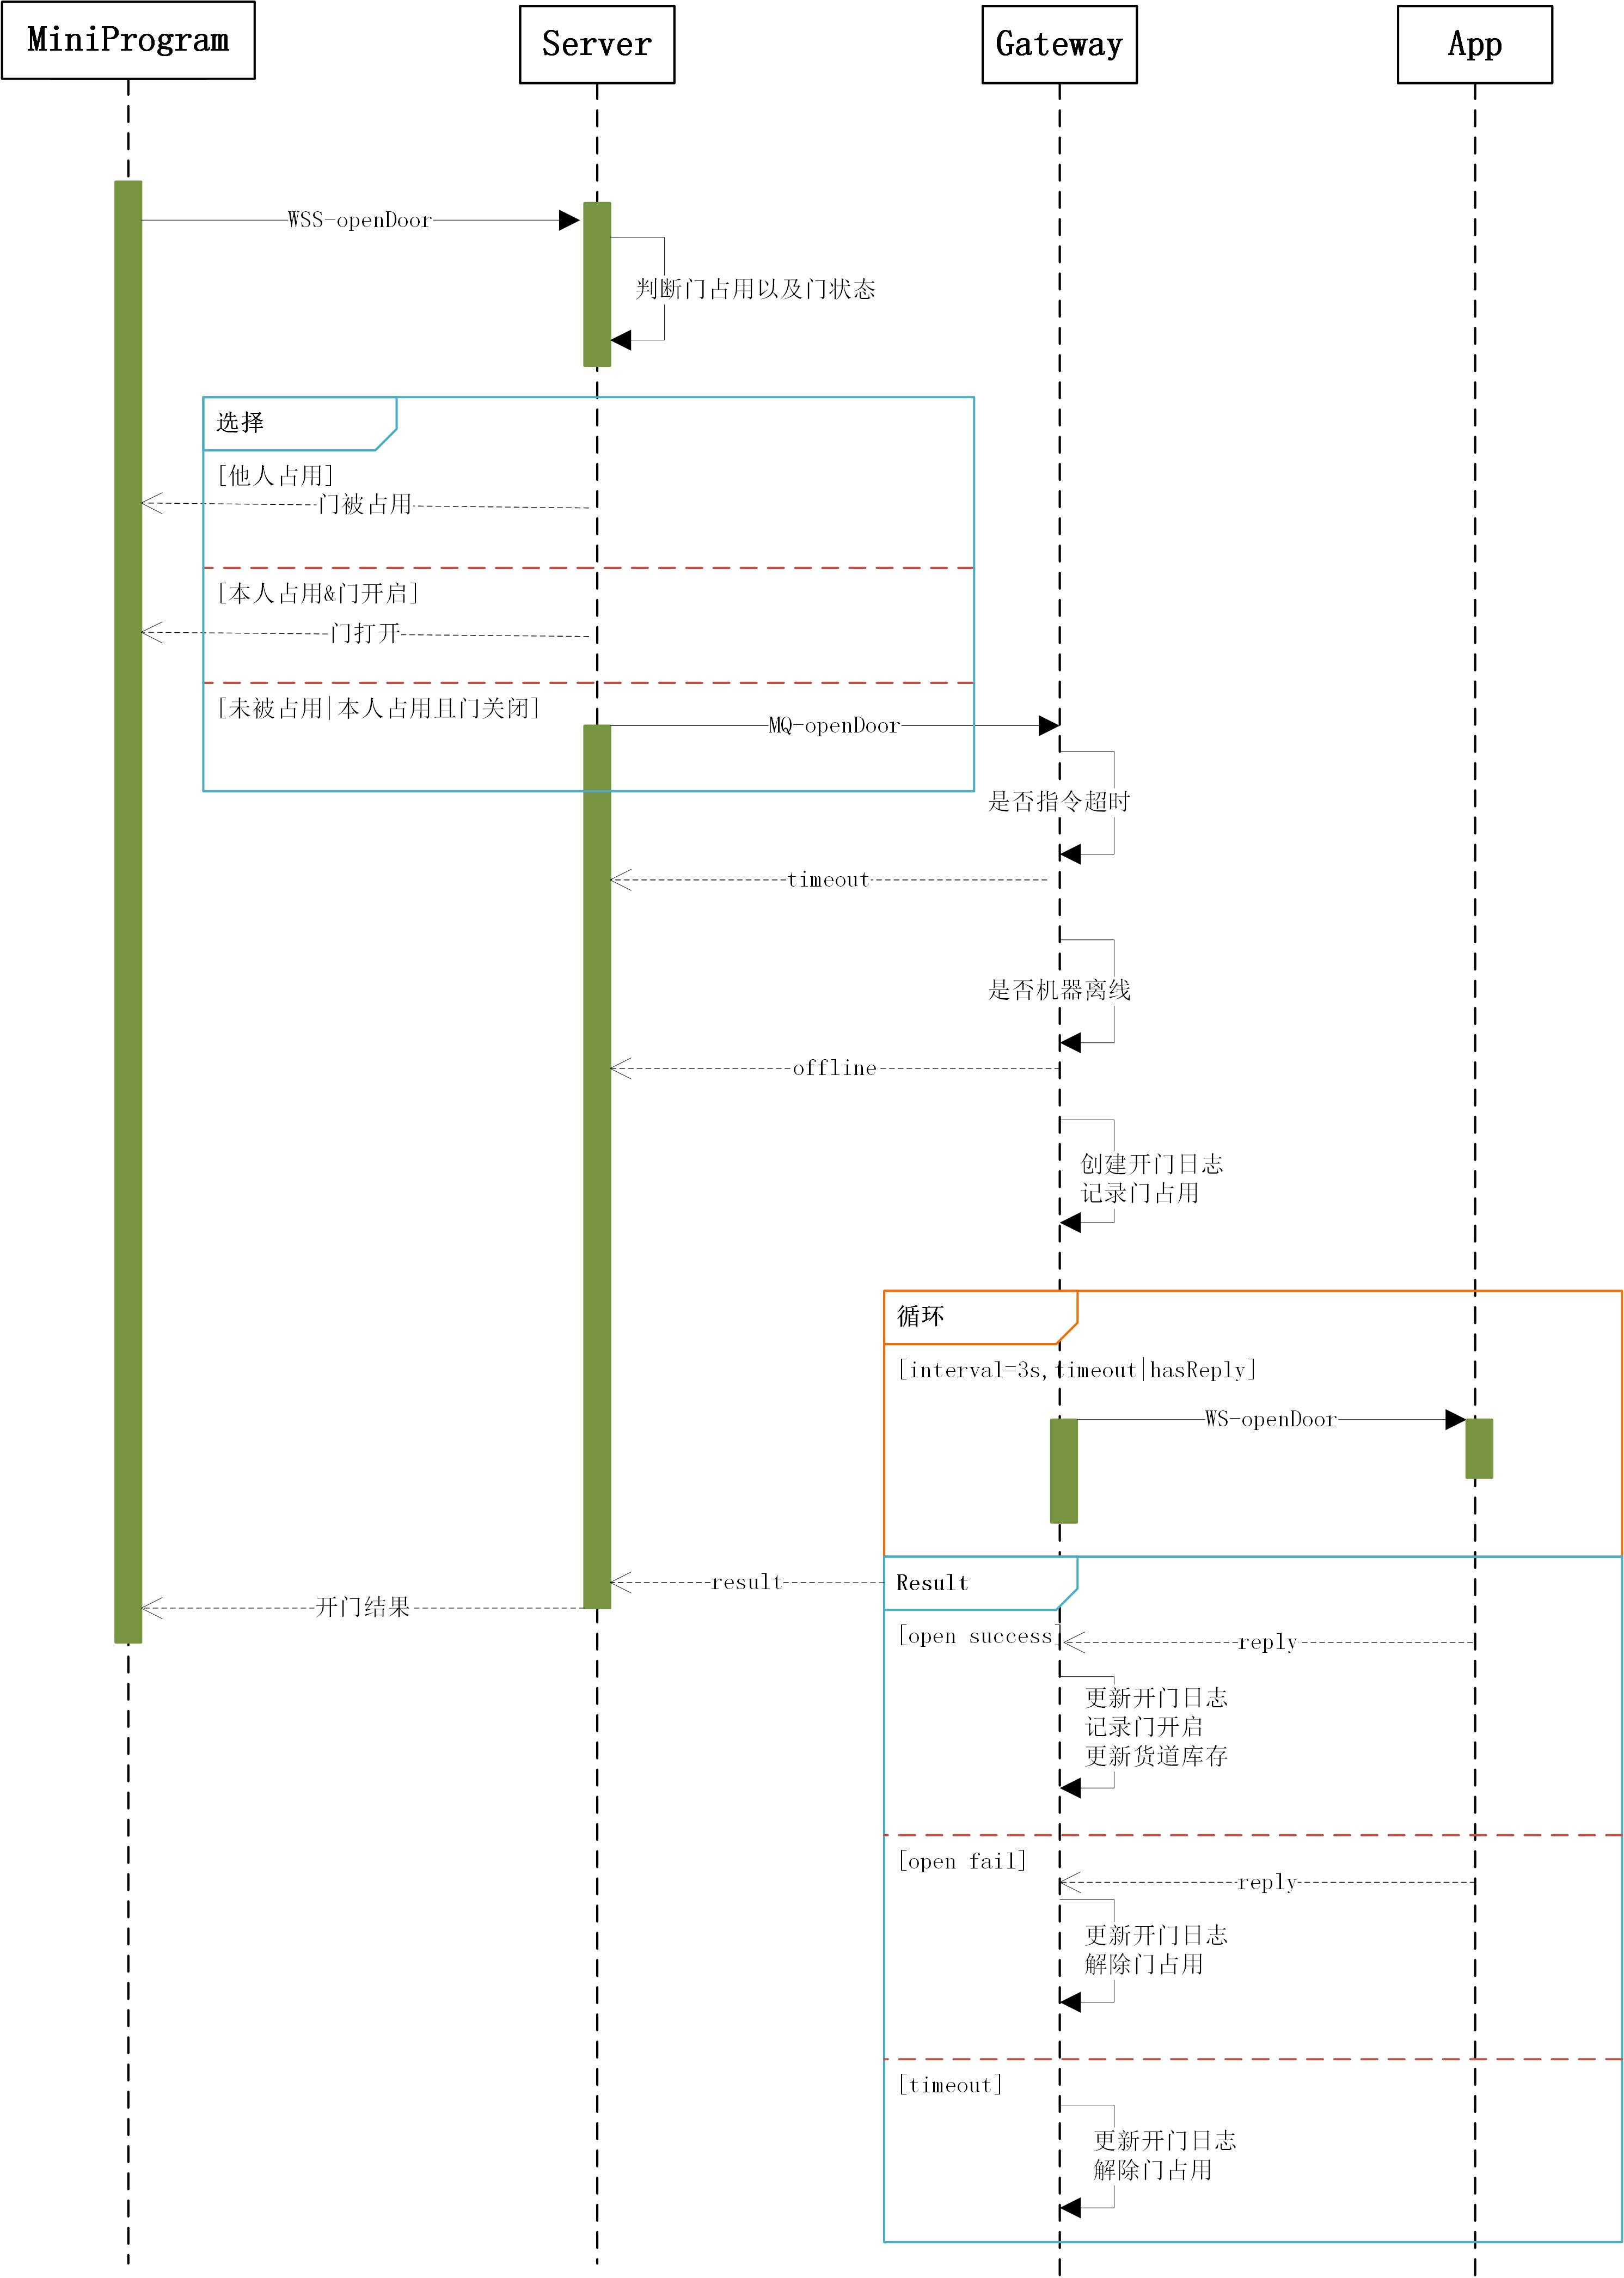 MiniProgram
Server
Gateway
App
WSS-openDoor
判断门占用以及门状态
选择
[他人占用]
门被占用
[本人占用&门开启]
门打开
[未被占用|本人占用且门关闭]
MQ-openDoor
是否指令超时
timeout
是否机器离线
offline
创建开门日志
记录门占用
循环
[interval=3s,timeout|hasReply]
WS-openDoor
result
Result
开门结果
[open success]
reply
更新开门日志
记录门开启
更新货道库存
[open fail]
reply
更新开门日志
解除门占用
[timeout]
更新开门日志
解除门占用